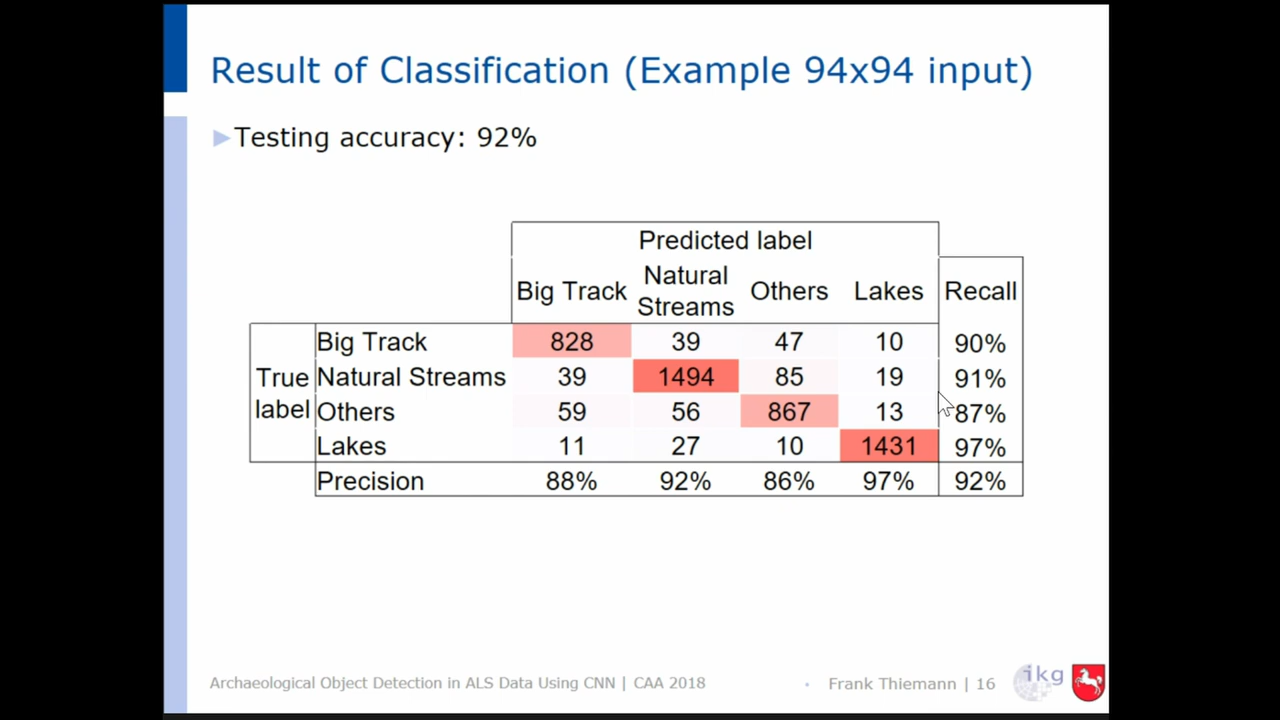 Result of Classification (Example 94x94 input)
Testing accuracy: 92%
Predicted label
Big Track Natural Streams Others Lakes Recall
True label
Big Track 828 39 47 10 90%
Natural Streams 39 1494 85 19 91%
Others 59 56 867 13 87%
Lakes 11 27 10 1431 97%
Precision 88% 92% 86% 97% 92%
Archaeological Object Detection in ALS Data Using CNN | CAA 2018
Frank Thiemann | 16
ikg